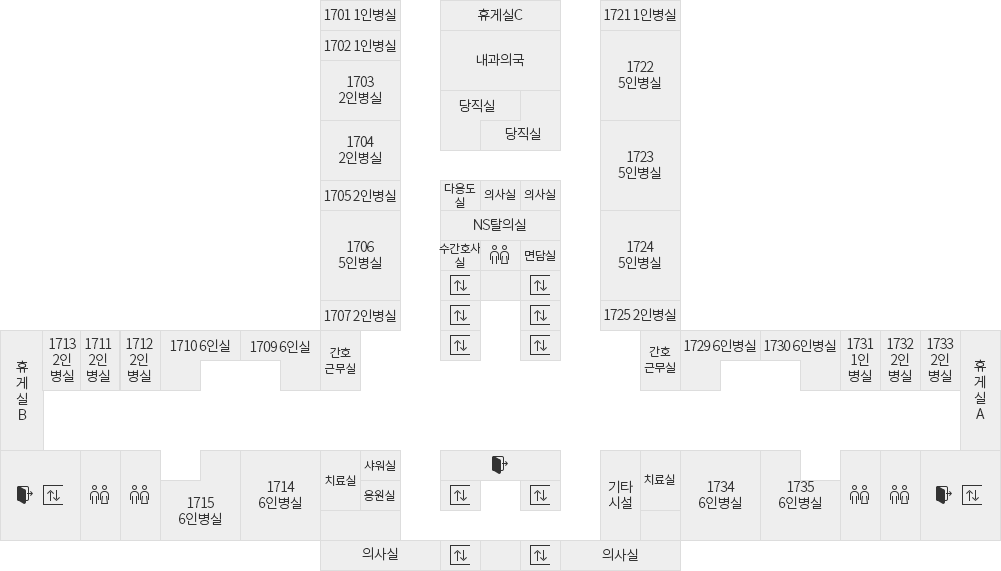 1701 1인병실
휴게실C
1721 1인병실
1702 1인병실
내과의국
1722
5인병실
1703
2인병실
당직실
당직실
1704
2인병실
1723
5인병실
1705 2인병실
다용도
실
의사실
의사실
NS탈의실
1706
5인병실
수간호사
실
면담실
1724
5인병실
1707 2인병실
1725 2인병실
휴
게
실
B
1713
2인
병실
1711
2인
병실
1712
2인
병실
1710 6인실
1709 6인실
간호
근무실
간호
근무실
1729 6인병실
1730 6인병실
1731
1인
병실
1732
2인
병실
1733
2인
병실
휴
게
실
A
1715
6인병실
1714
6인병실
치료실
샤워실
응원실
기타
시설
치료실
1734
6인병실
1735
6인병실
의사실
의사실